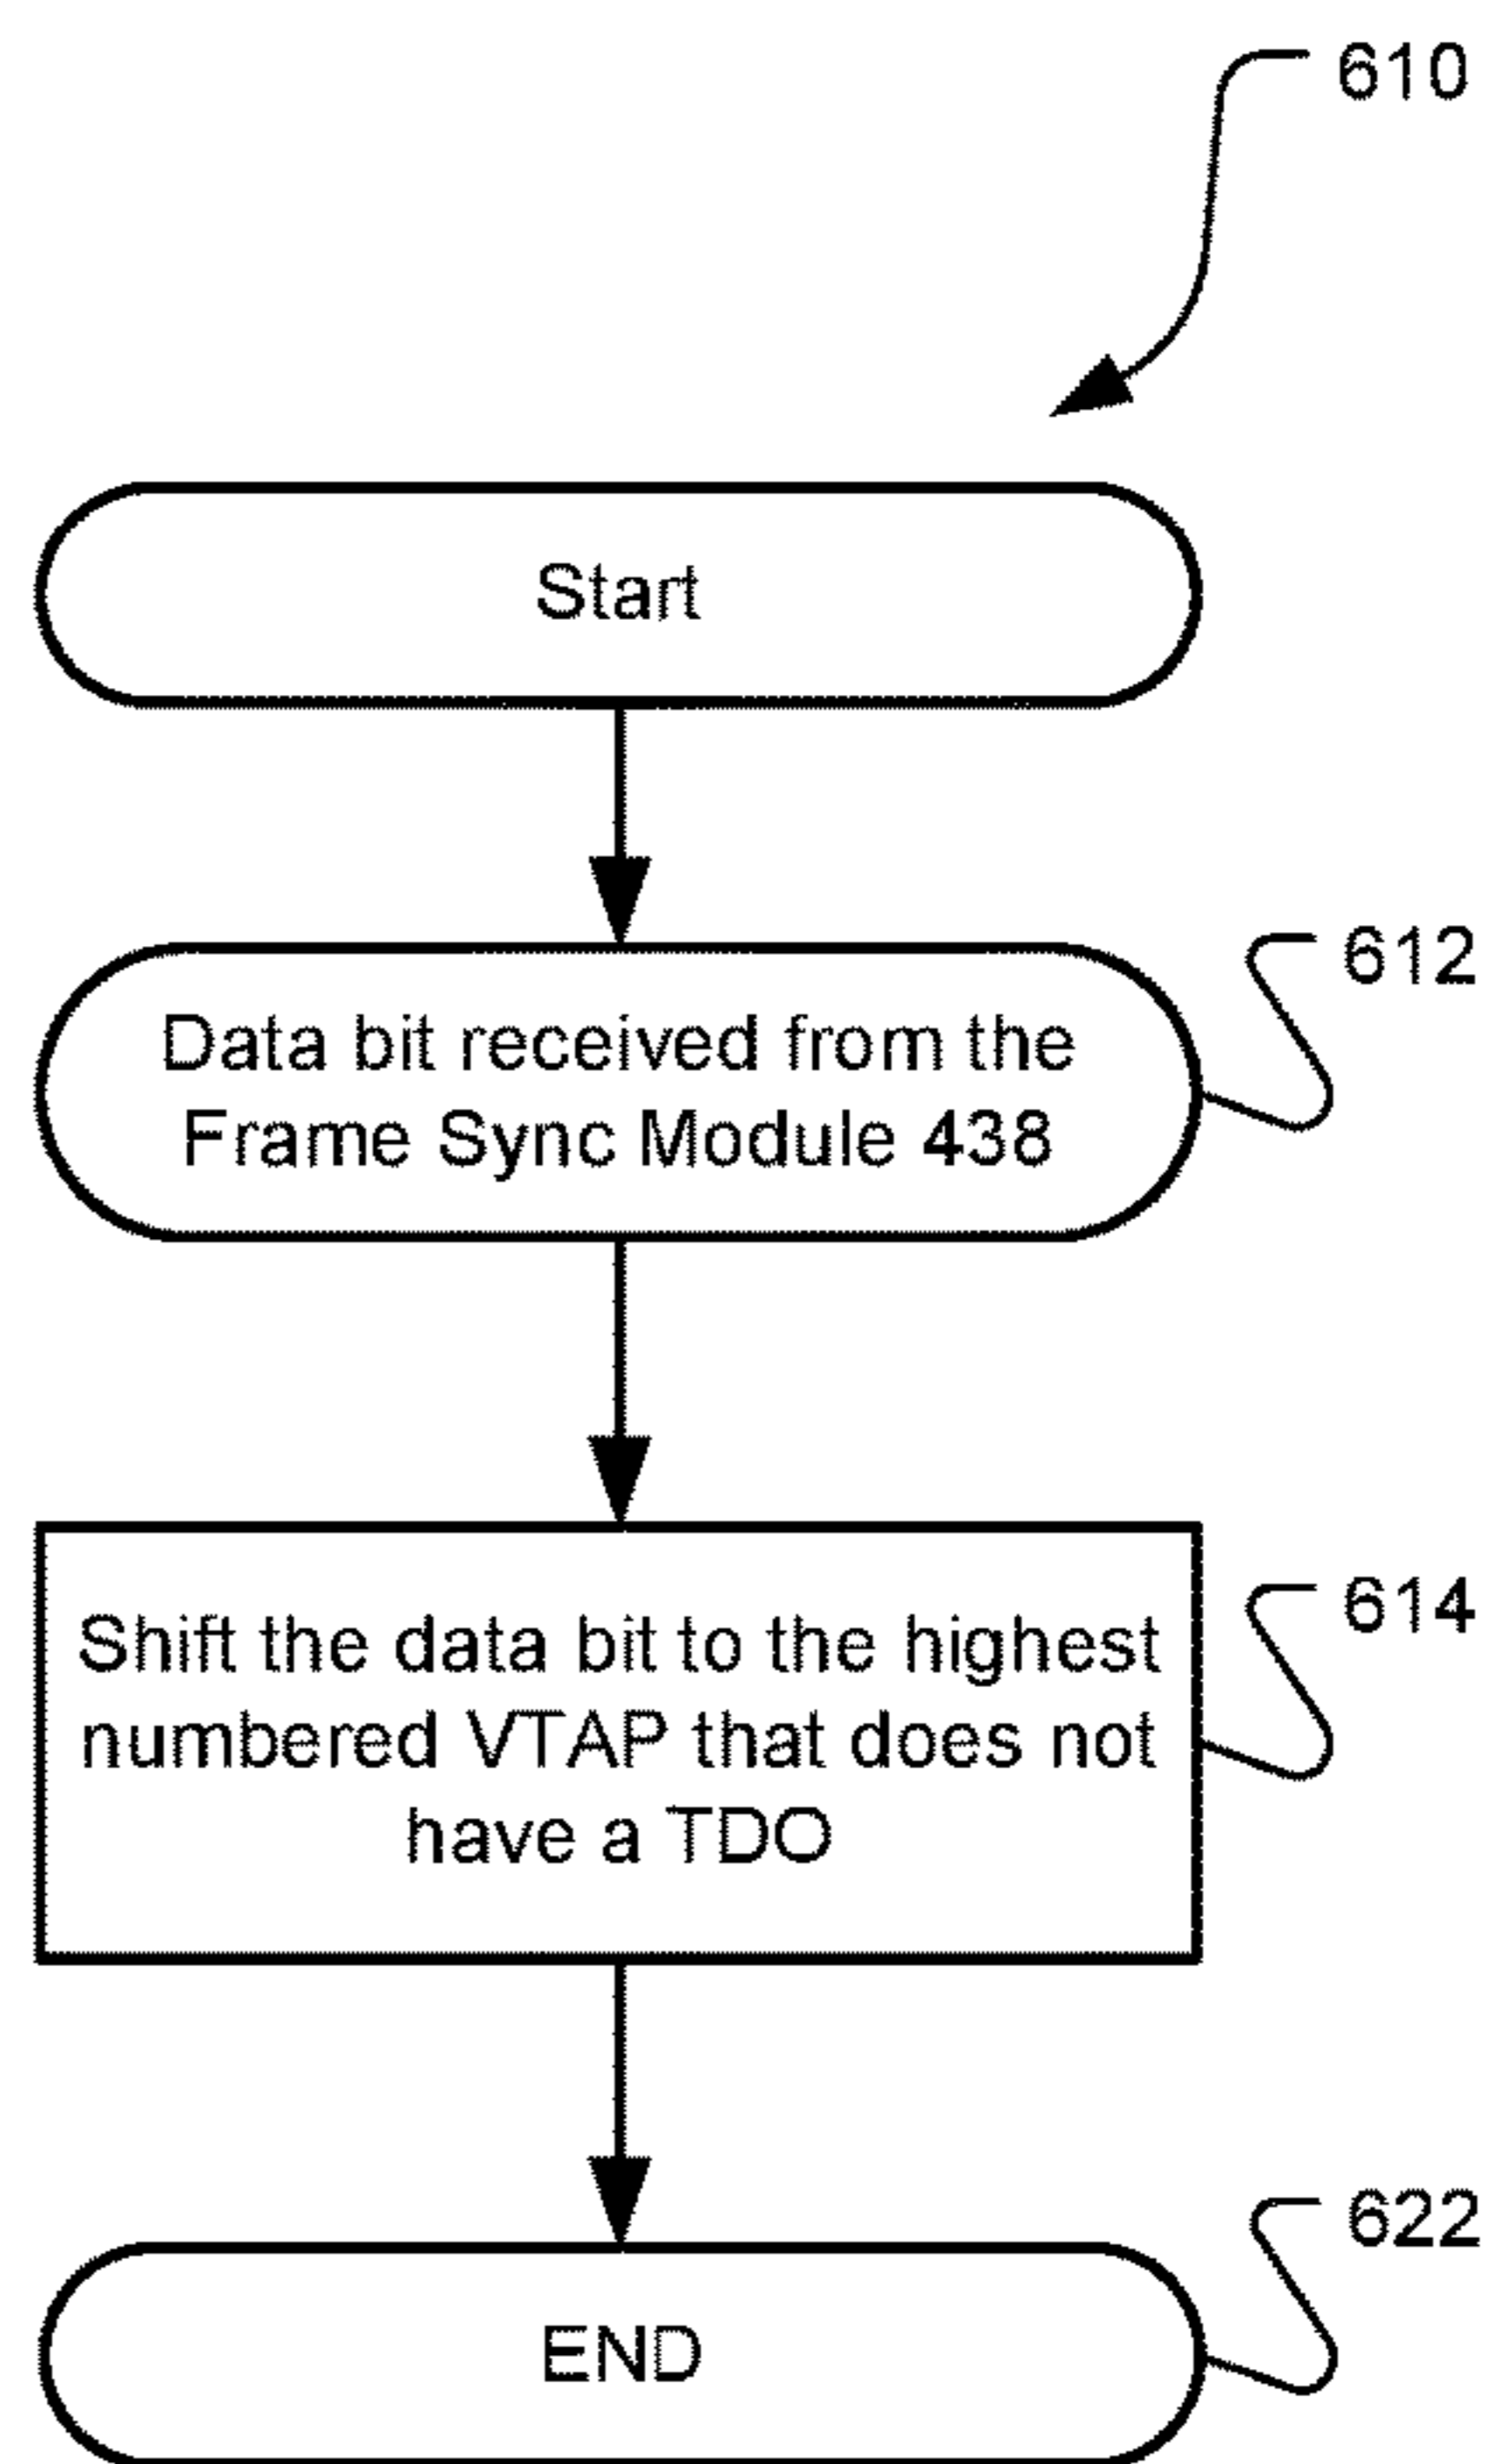 610
Start
612
Data bit received from the
Frame Sync Module 438
614
Shift the data bit to the highest
numbered VTAP that does not
have a TDO
622
END